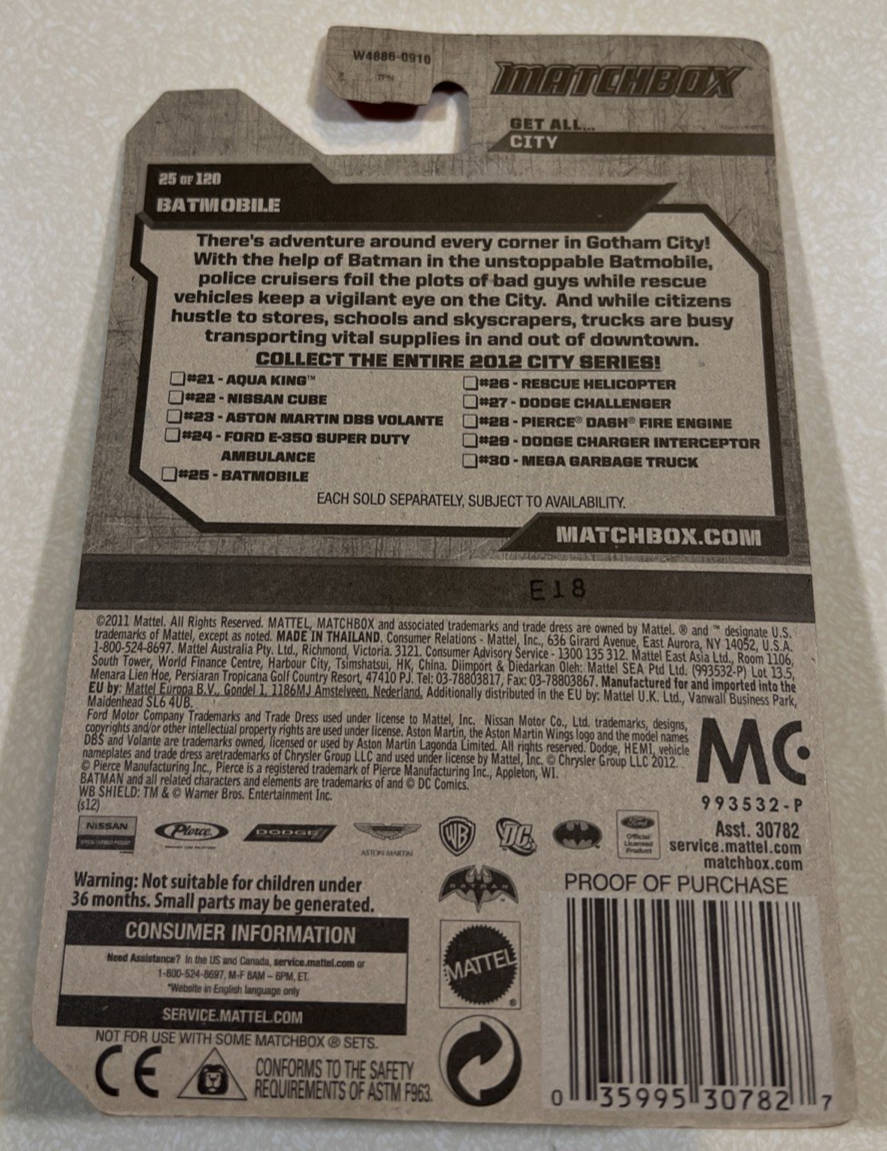 W4886-0910
TPN
MATCHBOX
GET ALL...
CITY
25 OF 120
BATMOBILE
There's adventure around every corner in Gotham City!
With the help of Batman in the unstoppable Batmobile,
police cruisers foil the plots of bad guys while rescue
vehicles keep a vigilant eye on the City. And while citizens
hustle to stores, schools and skyscrapers, trucks are busy
transporting vital supplies in and out of downtown.
COLLECT THE ENTIRE 2012 CITY SERIES!
#21 - AQUA KING™
#22 - NISSAN CUBE
#23 - ASTON MARTIN DBS VOLANTE
#24 - FORD E-350 SUPER DUTY
AMBULANCE
#25 - BATMOBILE
#26 - RESCUE HELICOPTER
#27 - DODGE CHALLENGER
#28 - PIERCE® DASH® FIRE ENGINE
#29 - DODGE CHARGER INTERCEPTOR
#30 - MEGA GARBAGE TRUCK
EACH SOLD SEPARATELY, SUBJECT TO AVAILABILITY.
MATCHBOX.COM
E18
©2011 Mattel. All Rights Reserved. MATTEL, MATCHBOX and associated trademarks and trade dress are owned by Mattel. ® and ™ designate U.S.
trademarks of Mattel, except as noted. MADE IN THAILAND. Consumer Relations - Mattel, Inc., 636 Girard Avenue, East Aurora, NY 14052, U.S.A.
1-800-524-8697. Mattel Australia Pty. Ltd., Richmond, Victoria. 3121. Consumer Advisory Service - 1300 135 312. Mattel East Asia Ltd., Room 1106,
South Tower, World Finance Centre, Harbour City, Tsimshatsui, HK, China. Diimport & Diedarkan Oleh: Mattel SEA Ptd Ltd. (993532-P) Lot 13.5,
Menara Lien Hoe, Persiaran Tropicana Golf Country Resort, 47410 PJ. Tel: 03-78803817, Fax: 03-78803867. Manufactured for and imported into the
EU by: Mattel Europa B.V., Gondel 1, 1186MJ Amstelveen, Nederland. Additionally distributed in the EU by: Mattel U.K. Ltd., Vanwall Business Park,
Maidenhead SL6 4UB.
Ford Motor Company Trademarks and Trade Dress used under license to Mattel, Inc. Nissan Motor Co., Ltd. trademarks, designs,
copyrights and/or other intellectual property rights are used under license. Aston Martin, the Aston Martin Wings logo and the model names
DBS and Volante are trademarks owned, licensed or used by Aston Martin Lagonda Limited. All rights reserved. Dodge, HEMI, vehicle
nameplates and trade dress aretrademarks of Chrysler Group LLC and used under license by Mattel, Inc. © Chrysler Group LLC 2012.
© Pierce Manufacturing Inc., Pierce is a registered trademark of Pierce Manufacturing Inc., Appleton, WI.
BATMAN and all related characters and elements are trademarks of and © DC Comics.
WB SHIELD: TM & © Warner Bros. Entertainment Inc.
(s12)
MC
993532-P
NISSAN
Pierce
DODGE
ASTON MARTIN
WB
DC
Ford
Official
Licensed
Product
Asst. 30782
service.mattel.com
matchbox.com
Warning: Not suitable for children under
36 months. Small parts may be generated.
CONSUMER INFORMATION
Need Assistance? In the US and Canada, service.mattel.com or
1-800-524-8697, M-F 8AM – 6PM, ET.
*Website in English language only
SERVICE.MATTEL.COM
NOT FOR USE WITH SOME MATCHBOX ® SETS.
CE
CONFORMS TO THE SAFETY
REQUIREMENTS OF ASTM F963.
MATTEL
®
PROOF OF PURCHASE
0 35995 30782 7